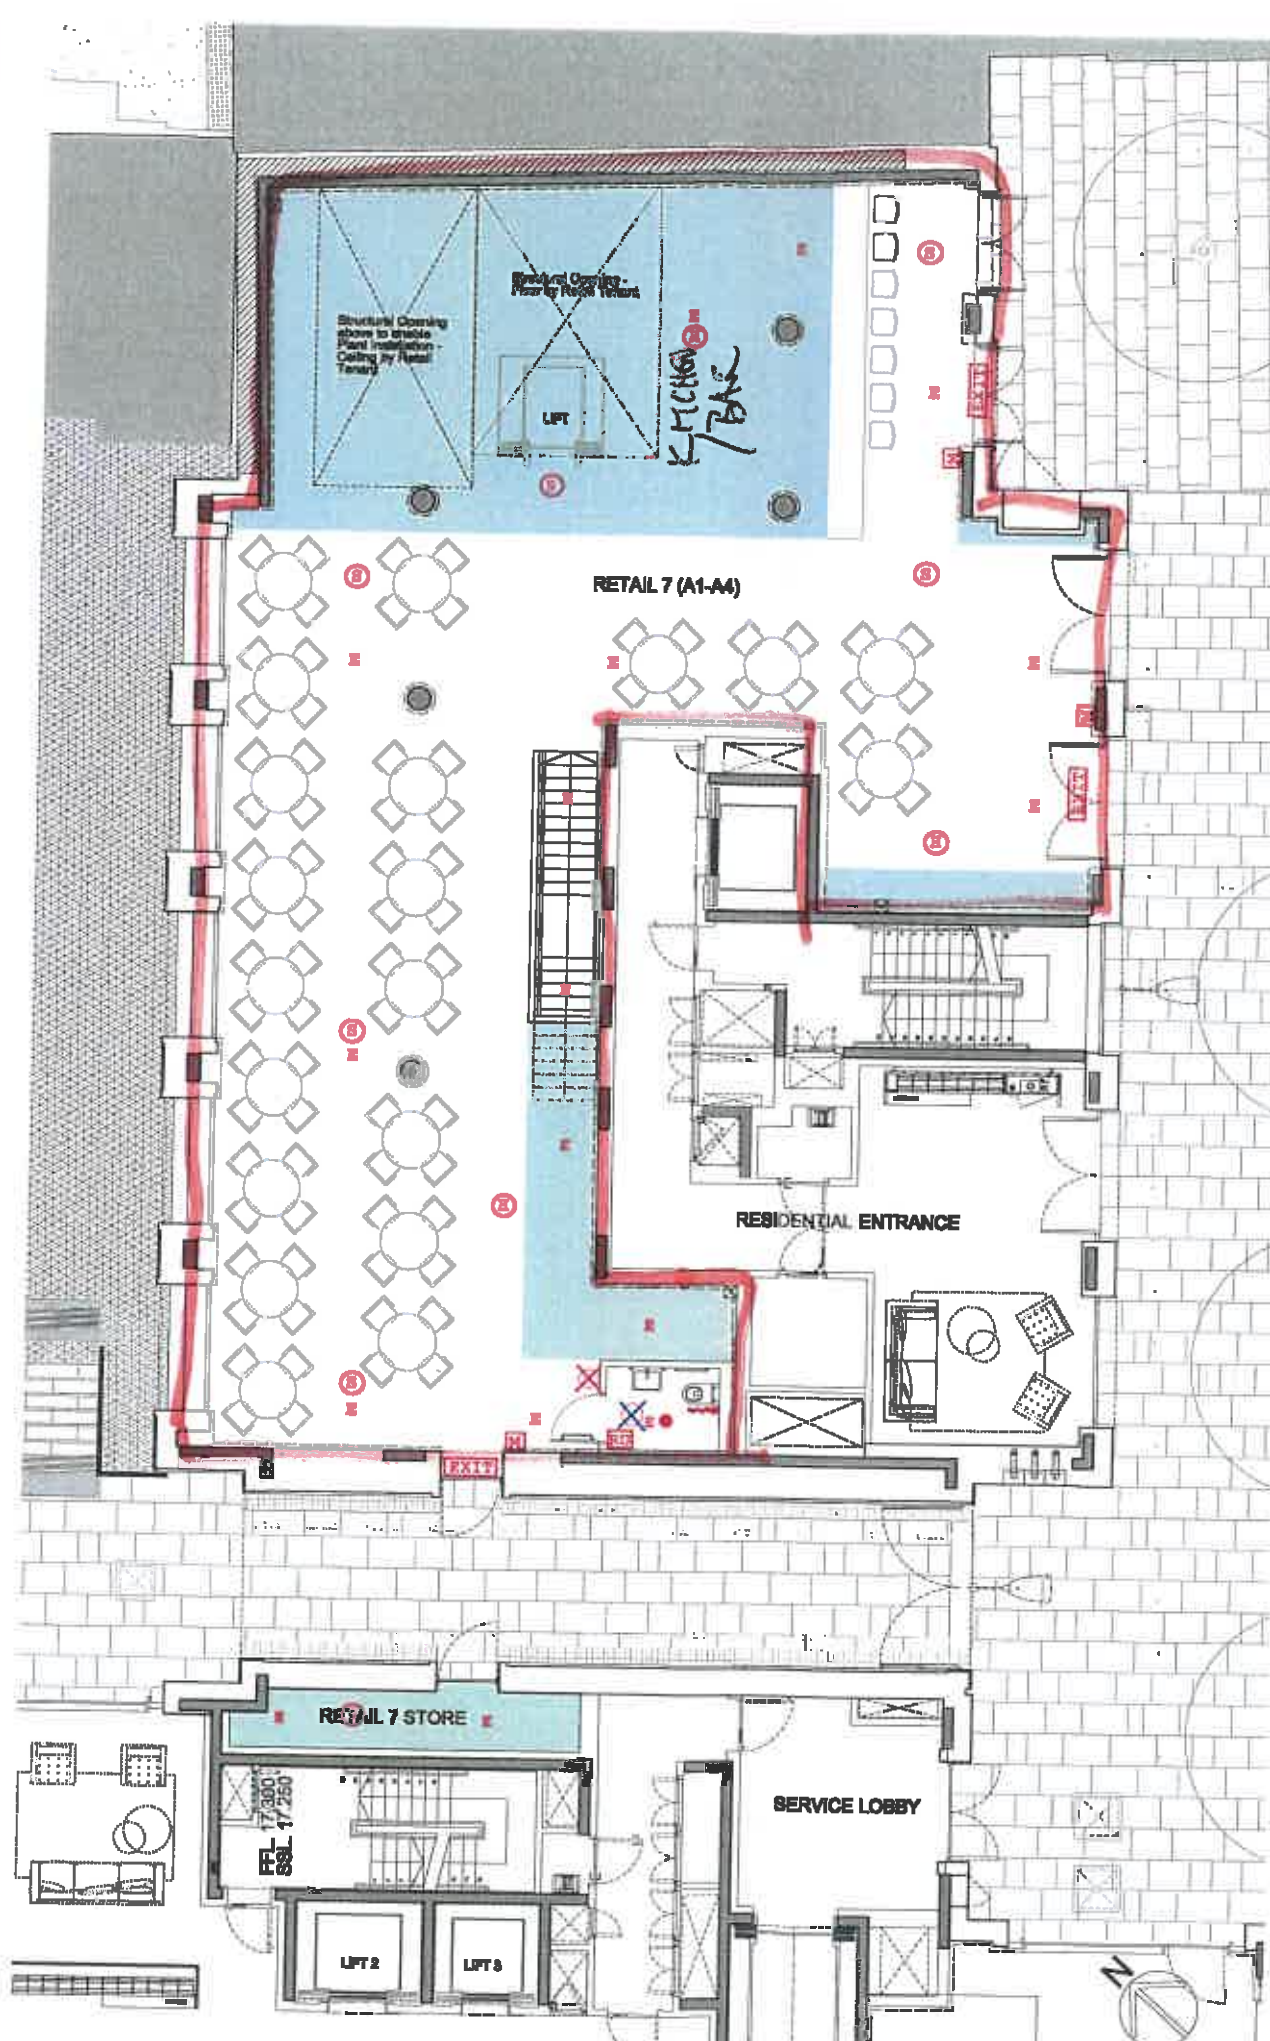 Structural Opening -
Floor by Retail Tenant
Structural Opening
above to enable
Plant Installation -
Ceiling by Retail
Tenant
LIFT
KITCHEN
/BAR
S
EXIT
S
RETAIL 7 (A1-A4)
S
S
EXIT
S
RESIDENTIAL ENTRANCE
S
EXIT
RETAIL 7 STORE
FFL 17,300
SSL 17,250
SERVICE LOBBY
LIFT 2
LIFT 3
N